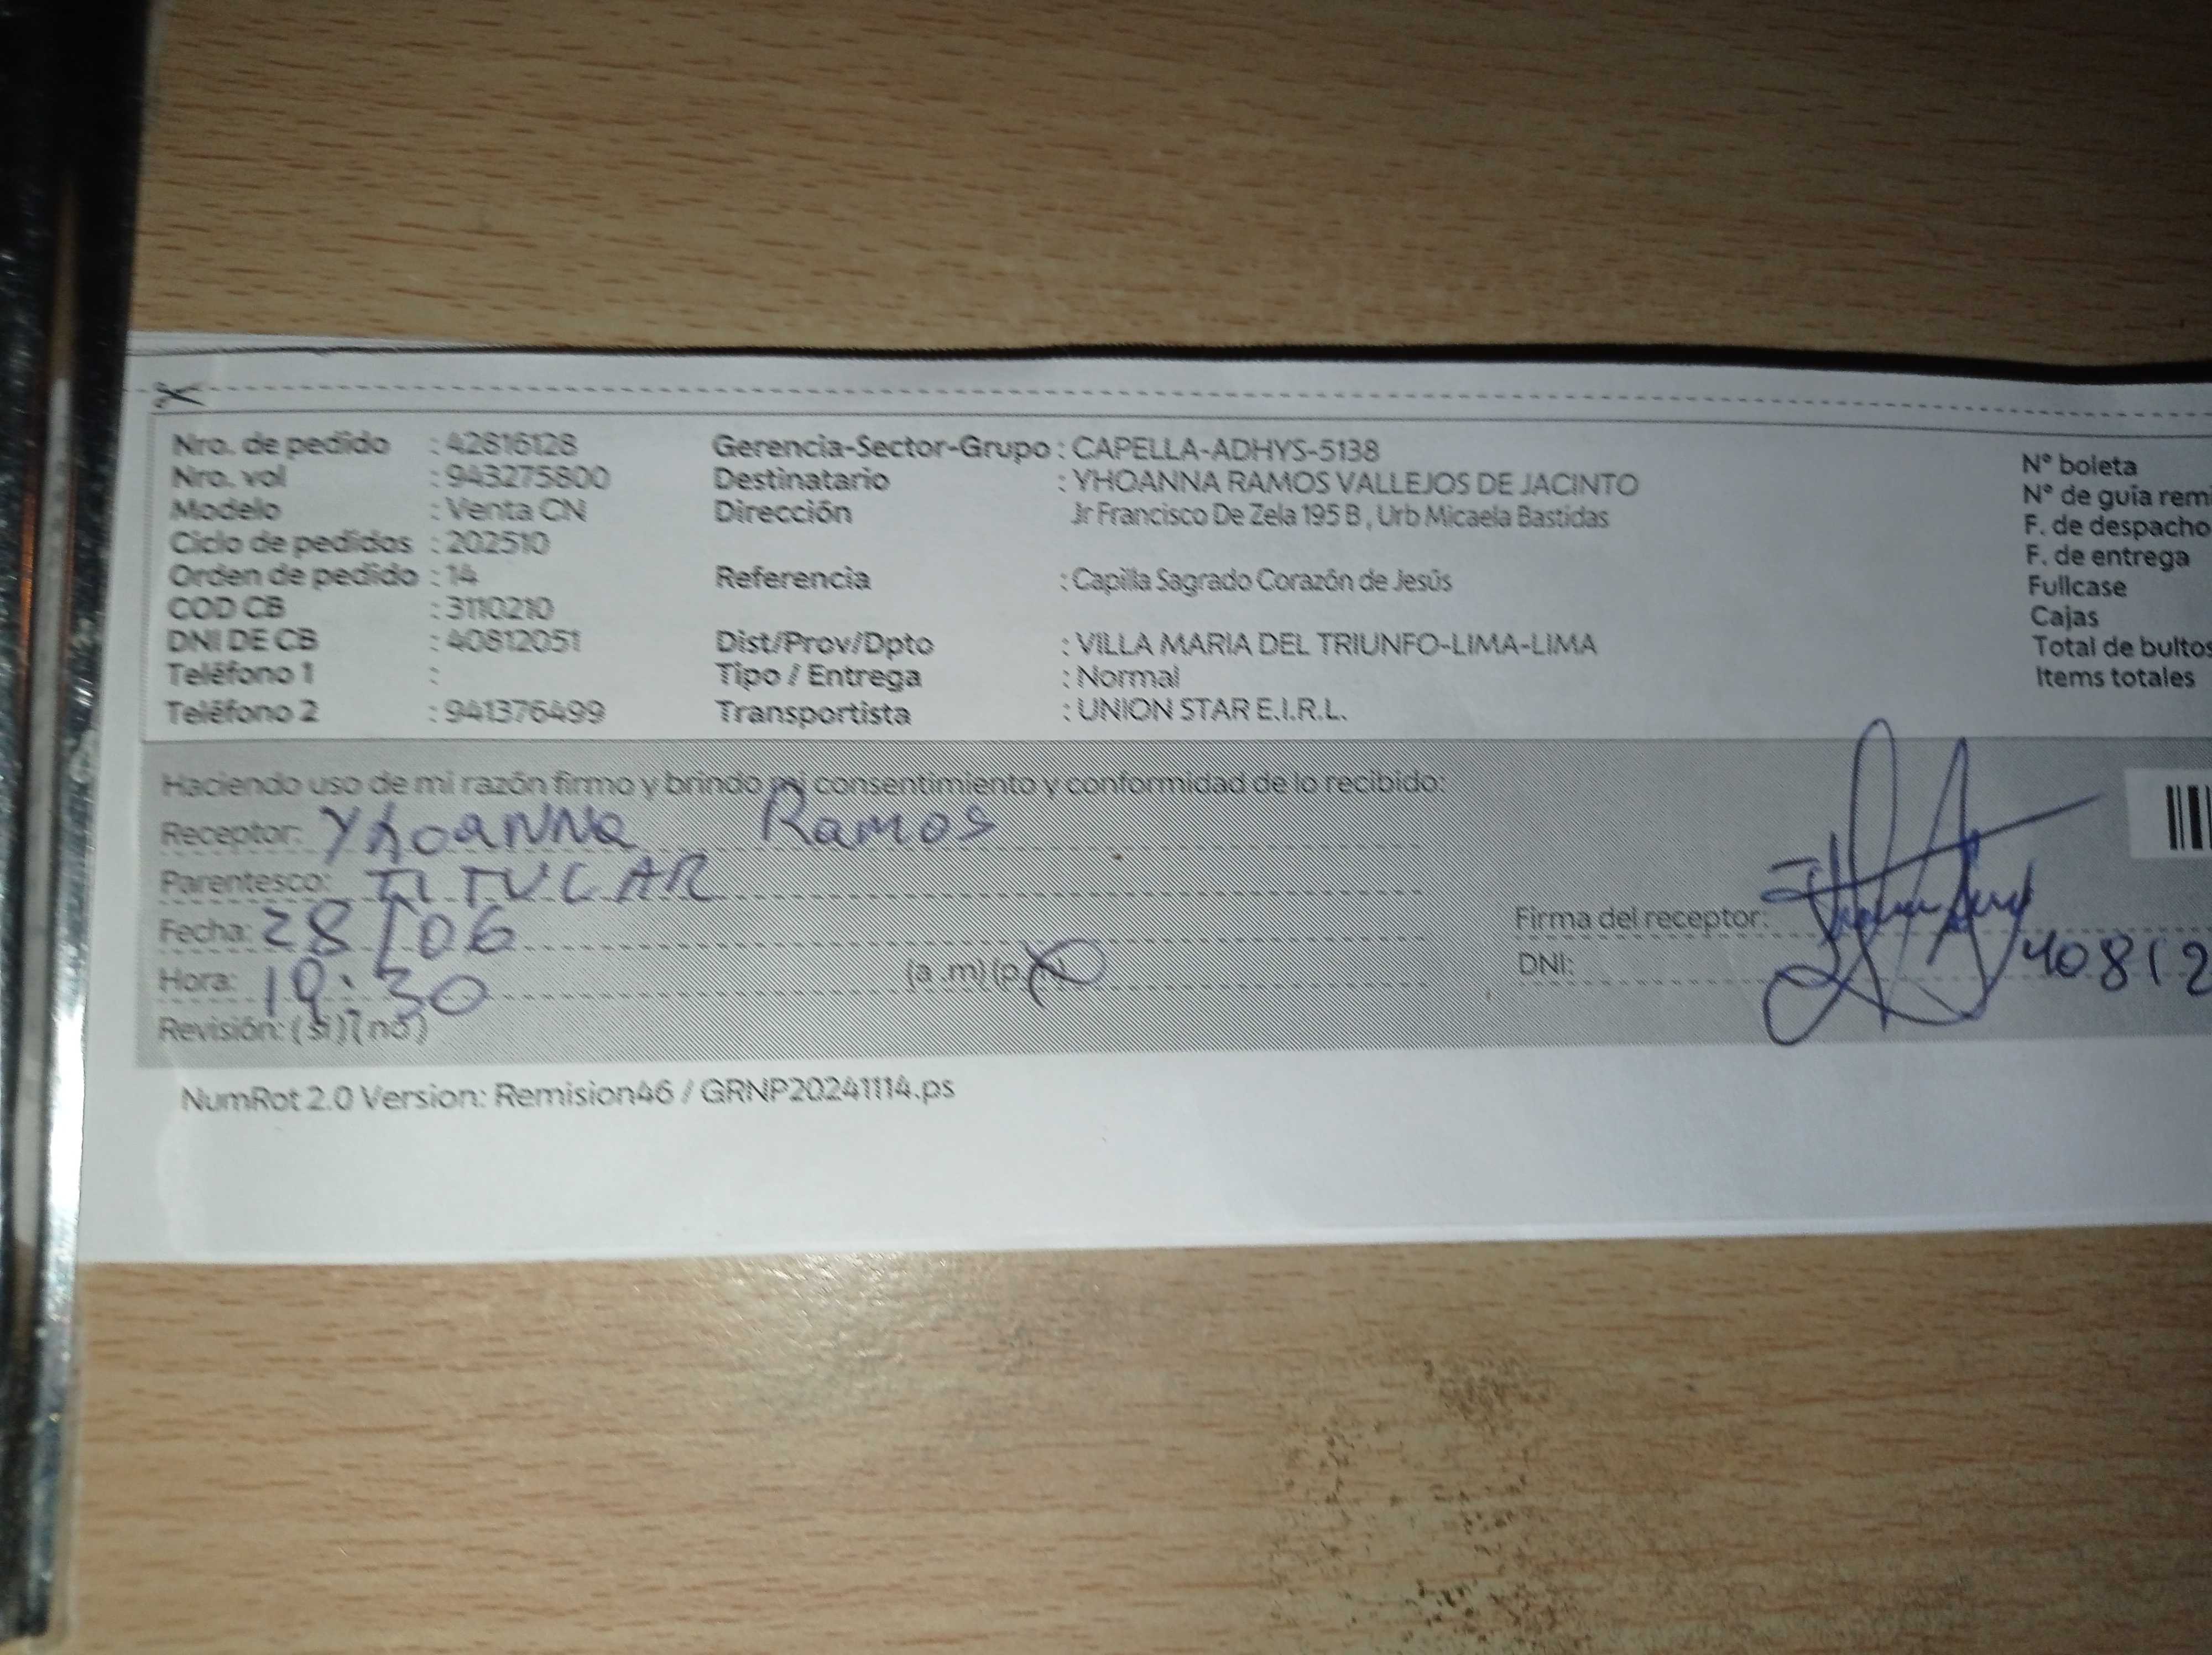 Nro. de pedido : 42816128
Nro. vol : 943275800
Modelo : Venta CN
Ciclo de pedidos : 202510
Orden de pedido : 14
COD CB : 3110210
DNI DE CB : 40812051
Teléfono 1 :
Teléfono 2 : 941376499
Gerencia-Sector-Grupo : CAPELLA-ADHYS-5138
Destinatario : YHOANNA RAMOS VALLEJOS DE JACINTO
Dirección Jr Francisco De Zela 195 B , Urb Micaela Bastidas
Referencia : Capilla Sagrado Corazón de Jesús
Dist/Prov/Dpto : VILLA MARIA DEL TRIUNFO-LIMA-LIMA
Tipo / Entrega : Normal
Transportista : UNION STAR E.I.R.L.
N° boleta
N° de guía remi
F. de despacho
F. de entrega
Fullcase
Cajas
Total de bultos
Items totales
Haciendo uso de mi razón firmo y brindo mi consentimiento y conformidad de lo recibido:
Receptor: Yhoanna Ramos
Parentesco: TITULAR
Fecha: 28/06
Hora: 19:30 (a .m) (p.m)
Revisión: ( si ) ( no )
Firma del receptor:
DNI: 40812
NumRot 2.0 Version: Remision46 / GRNP20241114.ps